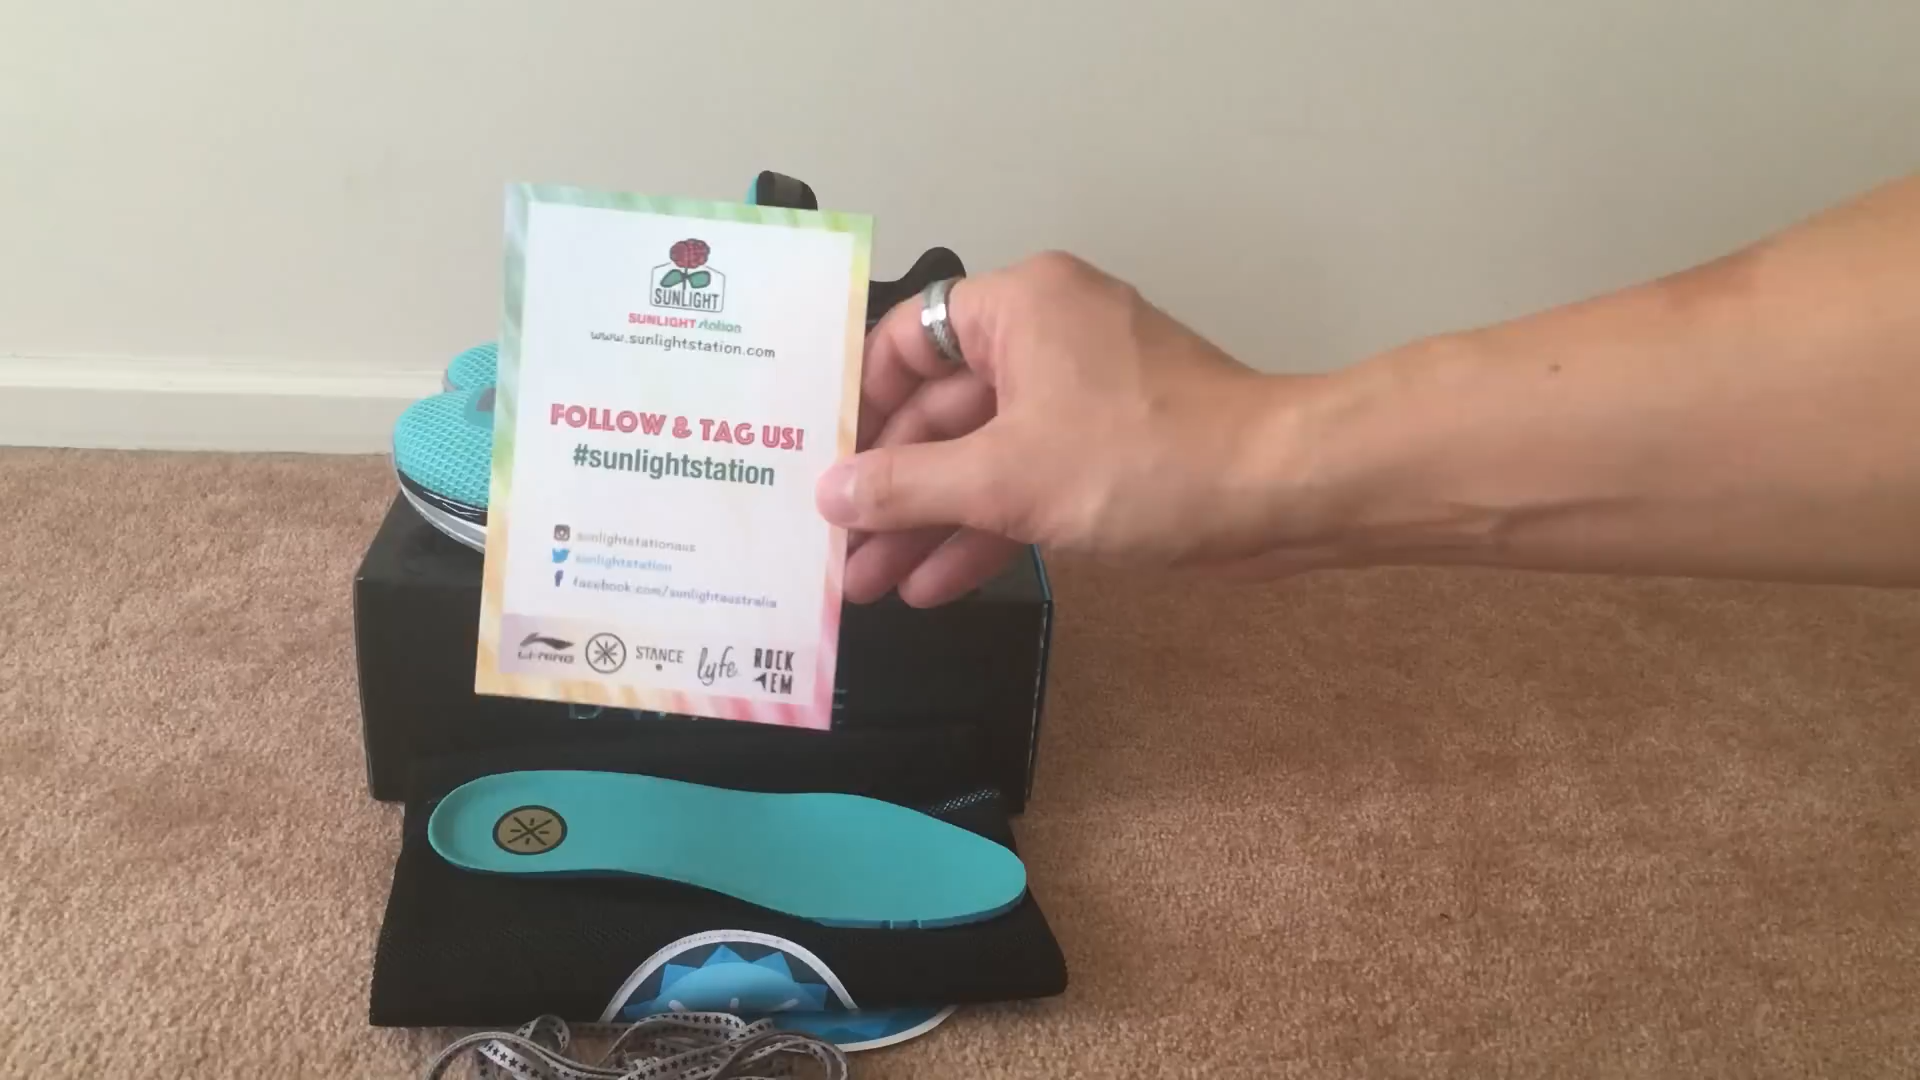 SUNLIGHT
SUNLIGHT station
www.sunlightstation.com
FOLLOW & TAG US!
#sunlightstation
sunlightstationaus
sunlightstation
facebook.com/sunlightaustralia
LI-NING STANCE lyfe ROCK EM